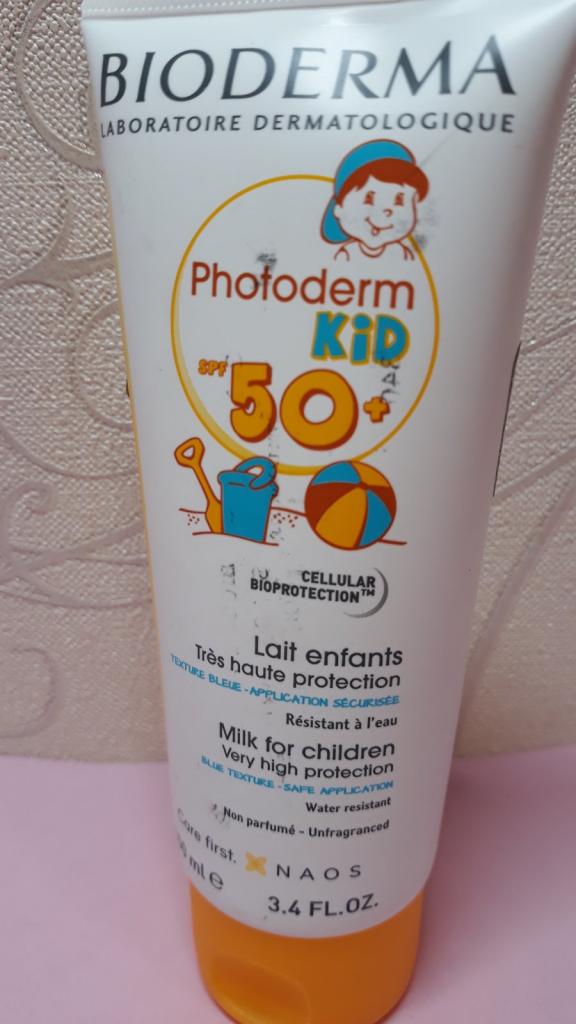 BIODERMA
LABORATOIRE DERMATOLOGIQUE
Photoderm
KiD
SPF 50+
CELLULAR
BIOPROTECTION™
Lait enfants
Très haute protection
TEXTURE BLEUE - APPLICATION SÉCURISÉE
Résistant à l'eau
Milk for children
Very high protection
BLUE TEXTURE - SAFE APPLICATION
Water resistant
Non parfumé - Unfragranced
Care first. NAOS
ml e 3.4 FL.OZ.